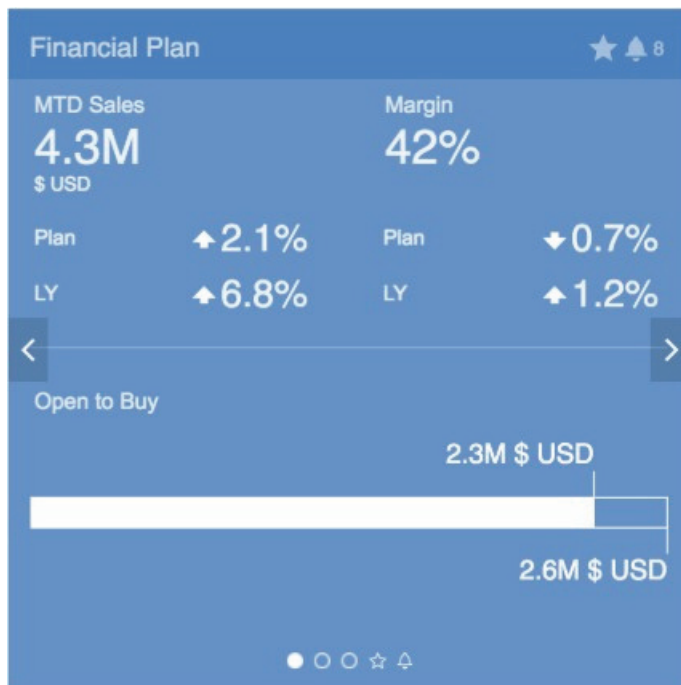 Financial Plan 8
MTD Sales Margin
4.3M 42%
$ USD
Plan 2.1% Plan 0.7%
LY 6.8% LY 1.2%
Open to Buy
2.3M $ USD
2.6M $ USD